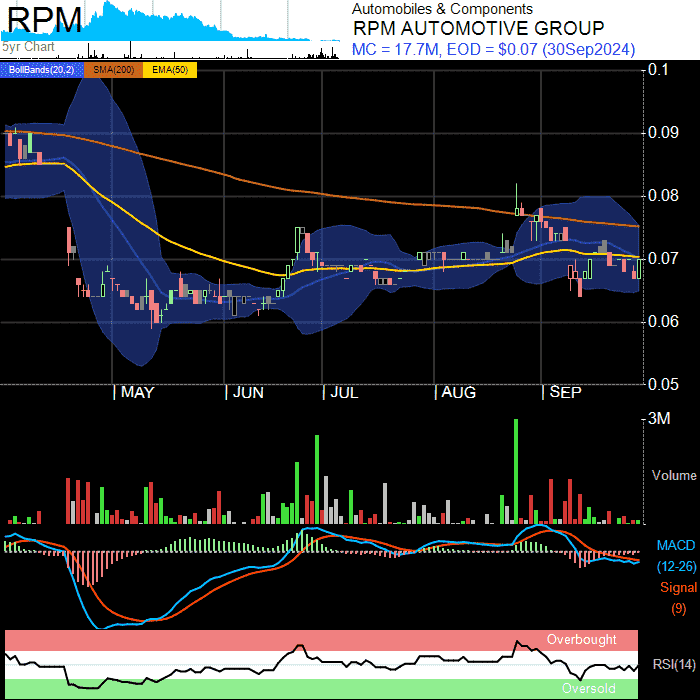 RPM
5yr Chart
Automobiles & Components
RPM AUTOMOTIVE GROUP
MC = 17.7M, EOD = $0.07 (30Sep2024)
BollBands(20,2) SMA(200) EMA(50)
0.1
0.09
0.08
0.07
0.06
0.05
MAY JUN JUL AUG SEP
3M
Volume
MACD
(12-26)
Signal
(9)
Overbought
RSI(14)
Oversold